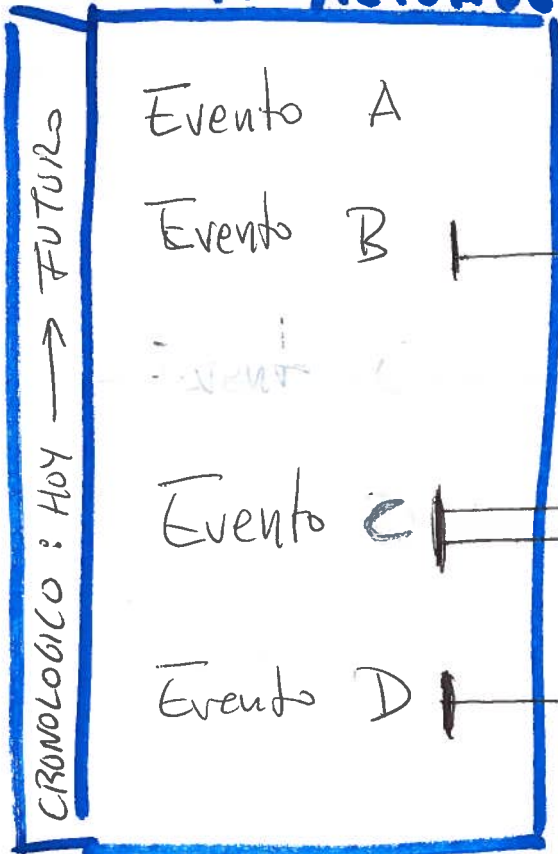 CRONOLOGICO : HOY → FUTURO
Evento A
Evento B
Evento C
Evento D